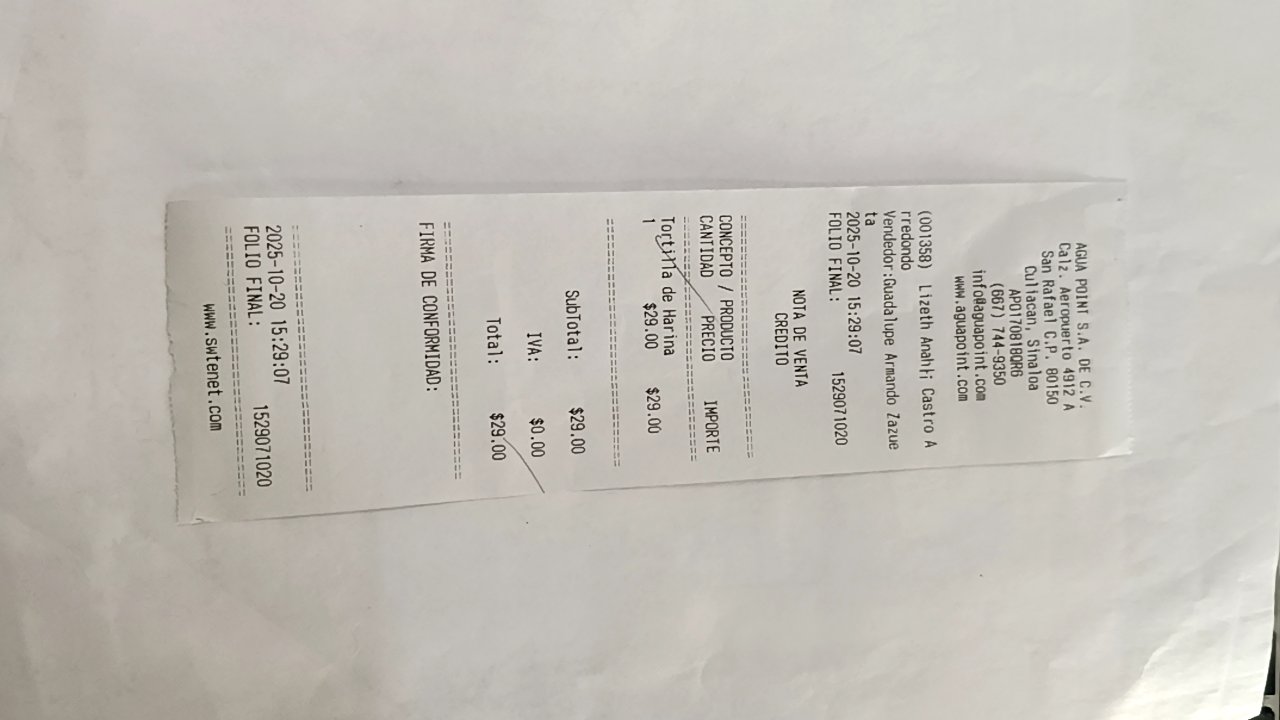 AGUA POINT S.A. DE C.V.
Calz. Aeropuerto 4912 A
San Rafael C.P. 80150
Culiacan, Sinaloa
APO170818QR6
(667) 744-9350
info@aguapoint.com
www.aguapoint.com
(001358) Lizeth Anahi; Castro A
rredondo
Vendedor:Guadalupe Armando Zazue
ta
2025-10-20 15:29:07
FOLIO FINAL: 1529071020
NOTA DE VENTA
CREDITO
================================
CONCEPTO / PRODUCTO
CANTIDAD PRECIO IMPORTE
================================
Tortilla de Harina
1 $29.00 $29.00
================================
SubTotal: $29.00
IVA: $0.00
Total: $29.00
================================
FIRMA DE CONFORMIDAD:
================================
2025-10-20 15:29:07
FOLIO FINAL: 1529071020
================================
www.swtenet.com